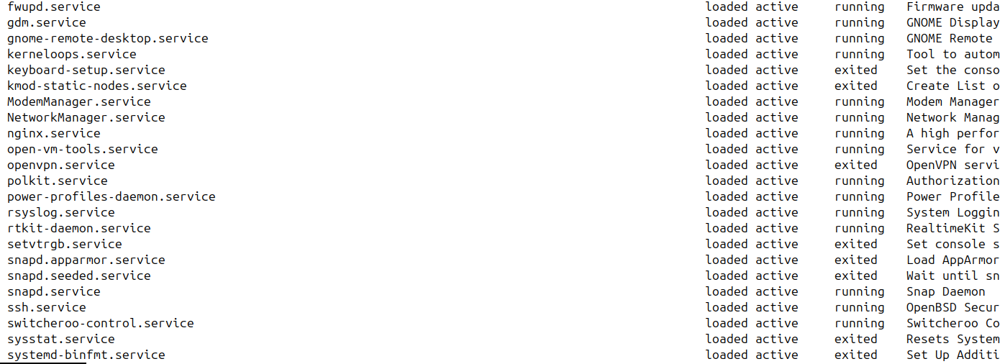 fwupd.service loaded active running Firmware upda
gdm.service loaded active running GNOME Display
gnome-remote-desktop.service loaded active running GNOME Remote
kerneloops.service loaded active running Tool to autom
keyboard-setup.service loaded active exited Set the conso
kmod-static-nodes.service loaded active exited Create List o
ModemManager.service loaded active running Modem Manager
NetworkManager.service loaded active running Network Manag
nginx.service loaded active running A high perfor
open-vm-tools.service loaded active running Service for v
openvpn.service loaded active exited OpenVPN servi
polkit.service loaded active running Authorization
power-profiles-daemon.service loaded active running Power Profile
rsyslog.service loaded active running System Loggin
rtkit-daemon.service loaded active running RealtimeKit S
setvtrgb.service loaded active exited Set console s
snapd.apparmor.service loaded active exited Load AppArmor
snapd.seeded.service loaded active exited Wait until sn
snapd.service loaded active running Snap Daemon
ssh.service loaded active running OpenBSD Secur
switcheroo-control.service loaded active running Switcheroo Co
sysstat.service loaded active exited Resets System
systemd-binfmt.service loaded active exited Set Up Additi